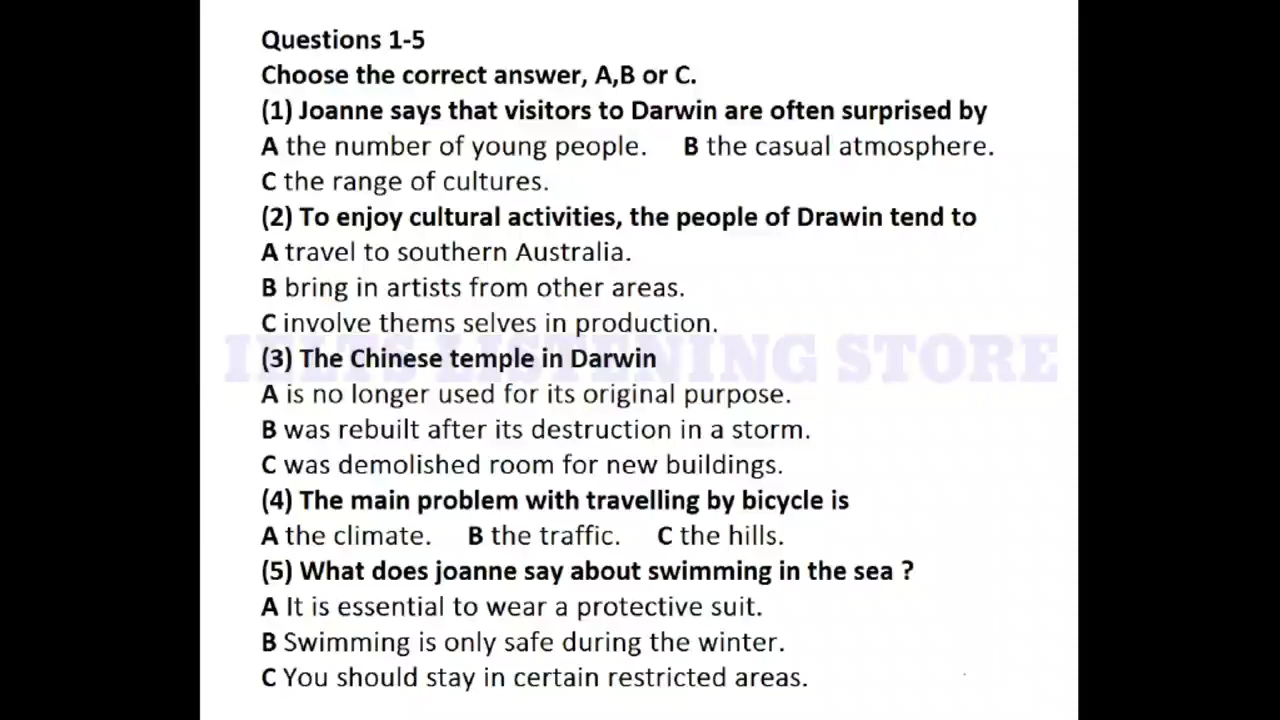 Questions 1-5
Choose the correct answer, A,B or C.
(1) Joanne says that visitors to Darwin are often surprised by
A the number of young people. B the casual atmosphere.
C the range of cultures.
(2) To enjoy cultural activities, the people of Drawin tend to
A travel to southern Australia.
B bring in artists from other areas.
C involve thems selves in production.
IELTS LISTENING STORE
(3) The Chinese temple in Darwin
A is no longer used for its original purpose.
B was rebuilt after its destruction in a storm.
C was demolished room for new buildings.
(4) The main problem with travelling by bicycle is
A the climate. B the traffic. C the hills.
(5) What does joanne say about swimming in the sea ?
A It is essential to wear a protective suit.
B Swimming is only safe during the winter.
C You should stay in certain restricted areas.